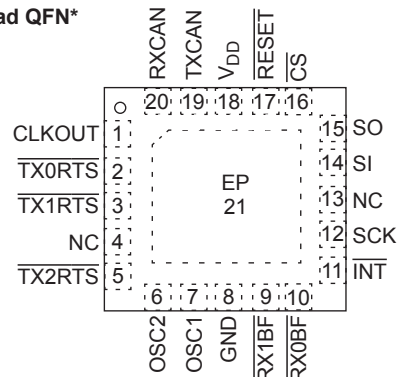 ad QFN*
RXCAN
TXCAN
VDD
RESET
CS
20 19 18 17 16
CLKOUT 1
TX0RTS 2
TX1RTS 3
NC 4
TX2RTS 5
EP
21
15 SO
14 SI
13 NC
12 SCK
11 INT
6 7 8 9 10
OSC2
OSC1
GND
RX1BF
RX0BF